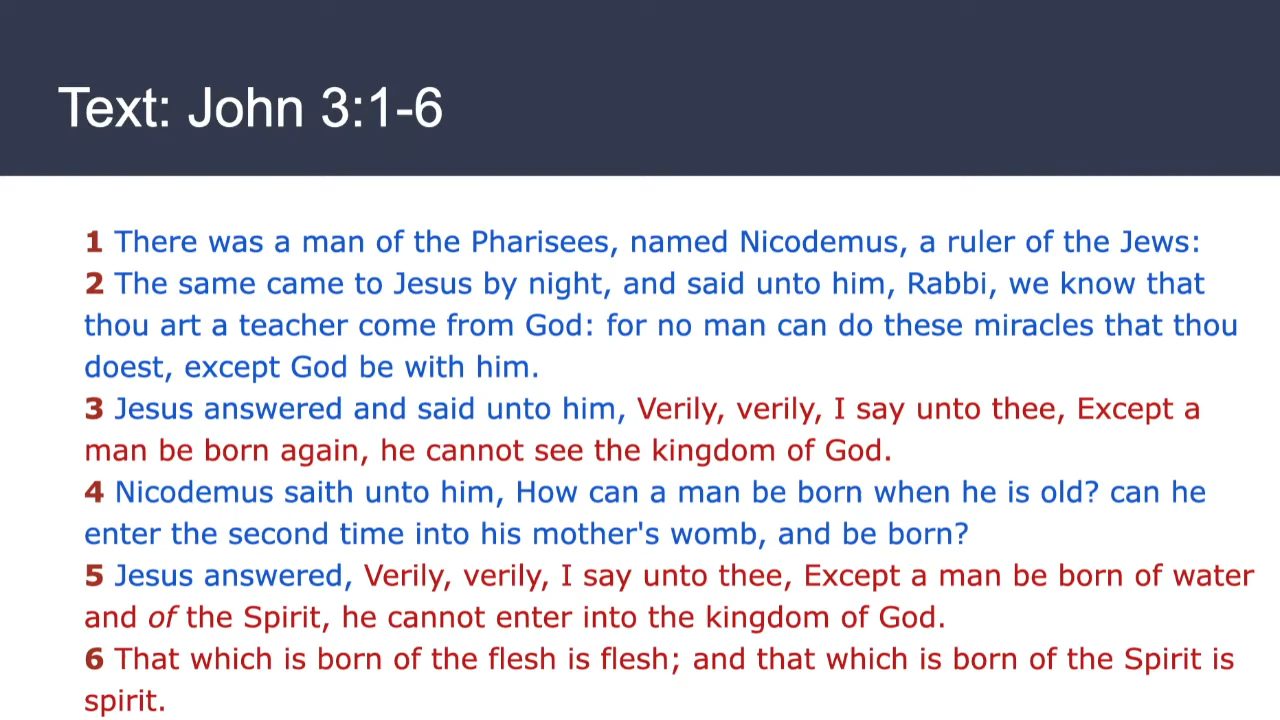 Text: John 3:1-6
1 There was a man of the Pharisees, named Nicodemus, a ruler of the Jews:
2 The same came to Jesus by night, and said unto him, Rabbi, we know that
thou art a teacher come from God: for no man can do these miracles that thou
doest, except God be with him.
3 Jesus answered and said unto him, Verily, verily, I say unto thee, Except a
man be born again, he cannot see the kingdom of God.
4 Nicodemus saith unto him, How can a man be born when he is old? can he
enter the second time into his mother's womb, and be born?
5 Jesus answered, Verily, verily, I say unto thee, Except a man be born of water
and of the Spirit, he cannot enter into the kingdom of God.
6 That which is born of the flesh is flesh; and that which is born of the Spirit is
spirit.